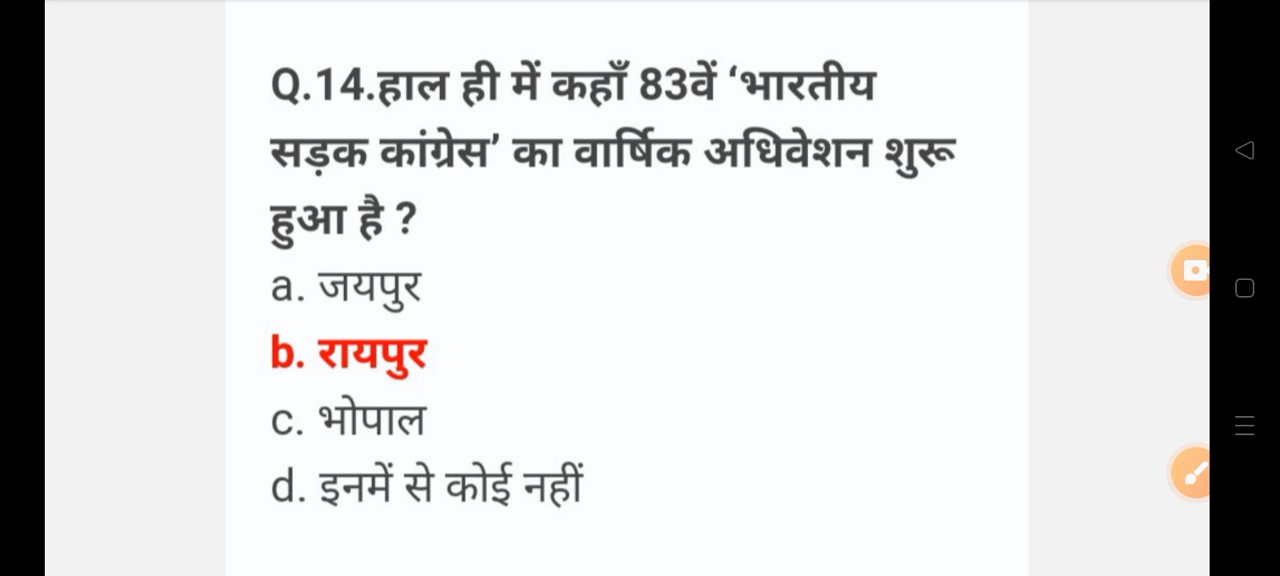 Q.14.हाल ही में कहाँ 83वें ‘भारतीय
सड़क कांग्रेस’ का वार्षिक अधिवेशन शुरू
हुआ है ?
a. जयपुर
b. रायपुर
c. भोपाल
d. इनमें से कोई नहीं